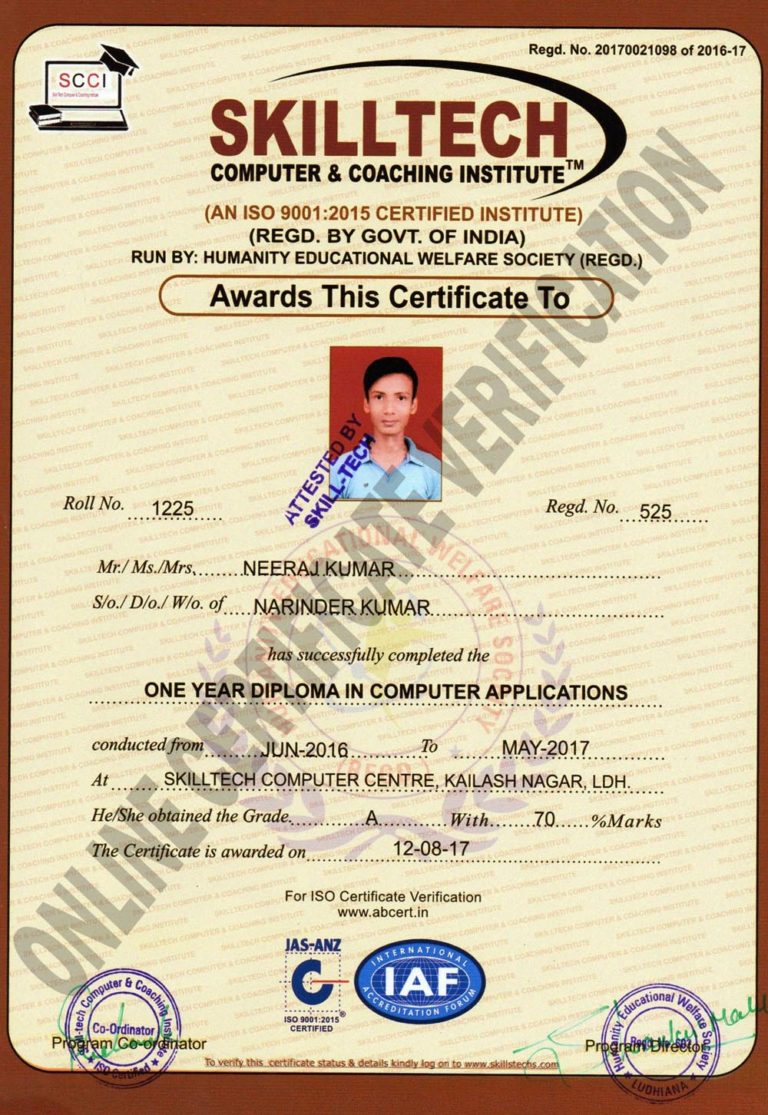 Regd. No. 20170021098 of 2016-17
SCCI
SKILLTECH
COMPUTER & COACHING INSTITUTE™
(AN ISO 9001:2015 CERTIFIED INSTITUTE)
(REGD. BY GOVT. OF INDIA)
RUN BY: HUMANITY EDUCATIONAL WELFARE SOCIETY (REGD.)
Awards This Certificate To
ATTESTED BY
SKILL-TECH
Roll No. 1225 Regd. No. 525
Mr./ Ms./Mrs. NEERAJ KUMAR
S/o./ D/o./ W/o. of NARINDER KUMAR
has successfully completed the
ONE YEAR DIPLOMA IN COMPUTER APPLICATIONS
conducted from JUN-2016 To MAY-2017
At SKILLTECH COMPUTER CENTRE, KAILASH NAGAR, LDH.
He/She obtained the Grade A With 70 %Marks
The Certificate is awarded on 12-08-17
ONLINE CERTIFICATE VERIFICATION
For ISO Certificate Verification
www.abcert.in
JAS-ANZ
ISO 9001:2015
CERTIFIED
INTERNATIONAL
IAF
ACCREDITATION FORUM
Skill-tech Computer & Coaching Institute
Co-Ordinator
ISO Certified
Program Co-ordinator
Humanity Educational Welfare Society
LUDHIANA
Program Director
To verify this certificate status & details kindly log on to www.skillstechs.com